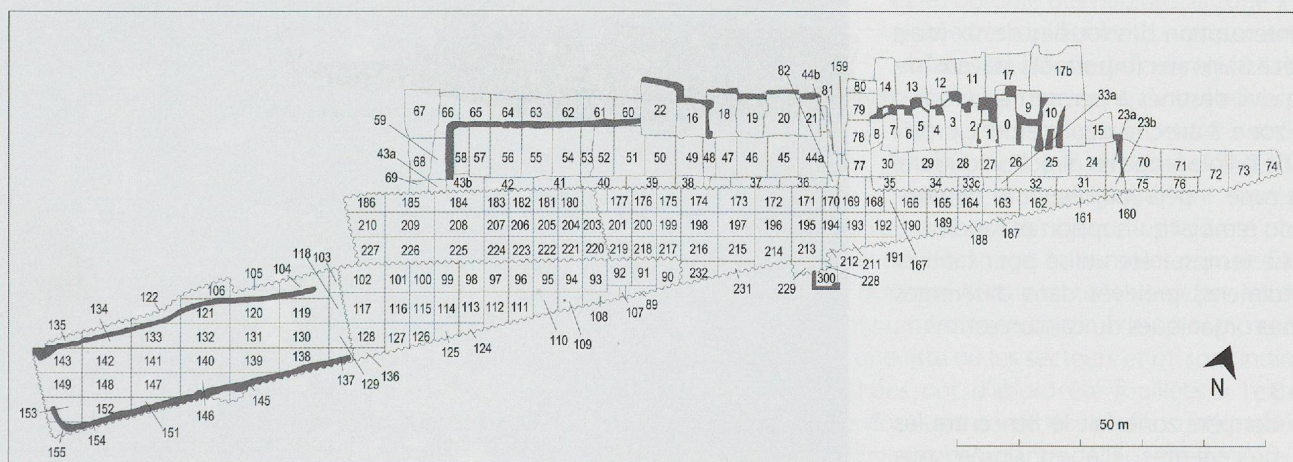 82 44b 159
80 14 13 12 11 17 17b
81
67 66 65 64 63 62 61 60 22 16 18 19 20 21 79 78 8 7 6 5 4 3 2 1 0 9 10 33a
23a 23b
59 15
68 58 57 56 55 54 53 52 51 50 49 48 47 46 45 44a 77 30 29 28 27 26 25 24 70 71 72 73 74
43a
69 43b 42 41 40 39 38 37 36 35 34 33c 32 31 75 76
186 185 184 183 182 181 180 177 176 175 174 173 172 171 170 169 168 166 165 164 163 162 161 160
210 209 208 207 206 205 204 201 200 199 198 197 196 195 194 193 192 190 189 188 187
227 226 225 224 223 222 221 220 219 218 217 216 215 214 213 212 211 191 167
118 103
105 104 102 101 100 99 98 97 96 95 94 93 92 91 90 232 231 229 300 228
122 106
135 134 121 120 119 117 116 115 114 113 112 111 110 109 108 107 89
133 132 131 130 128 127 126 125 124
143 142 141 140 139 138 137 129 136
149 148 147 146 145
153 152 151
155 154
N
50 m